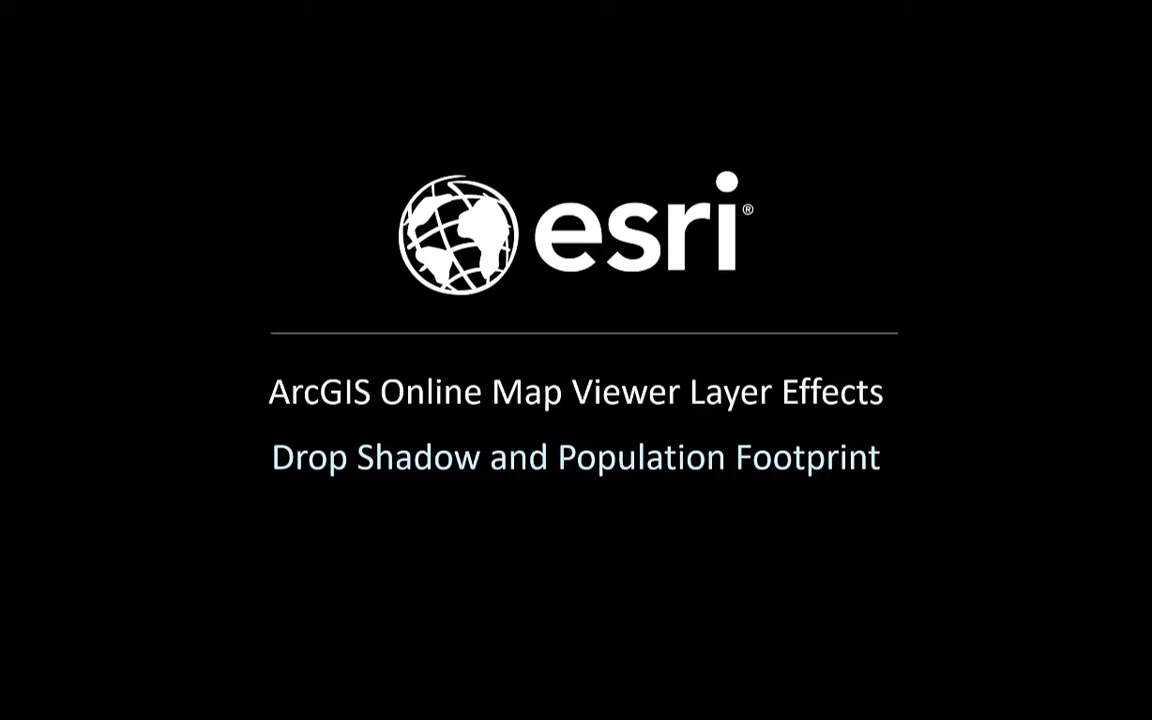 esri®
ArcGIS Online Map Viewer Layer Effects
Drop Shadow and Population Footprint